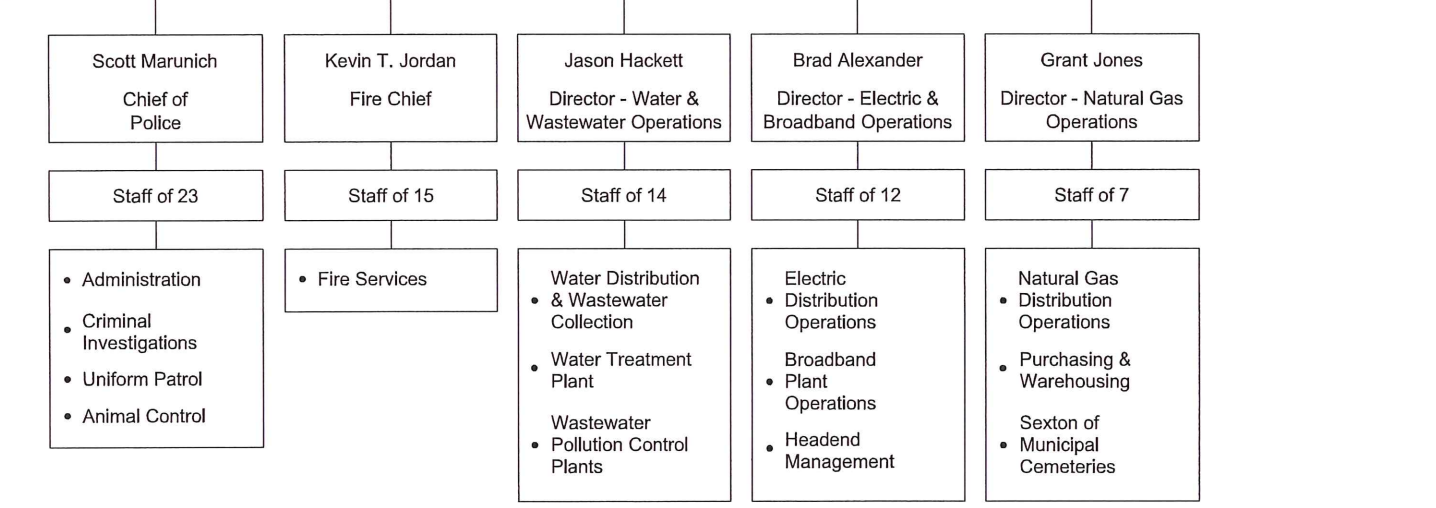 Scott Marunich
Chief of
Police
Staff of 23
• Administration
• Criminal
Investigations
• Uniform Patrol
• Animal Control
Kevin T. Jordan
Fire Chief
Staff of 15
• Fire Services
Jason Hackett
Director - Water &
Wastewater Operations
Staff of 14
Water Distribution
• & Wastewater
Collection
• Water Treatment
Plant
Wastewater
• Pollution Control
Plants
Brad Alexander
Director - Electric &
Broadband Operations
Staff of 12
Electric
• Distribution
Operations
Broadband
• Plant
Operations
• Headend
Management
Grant Jones
Director - Natural Gas
Operations
Staff of 7
Natural Gas
• Distribution
Operations
• Purchasing &
Warehousing
Sexton of
• Municipal
Cemeteries